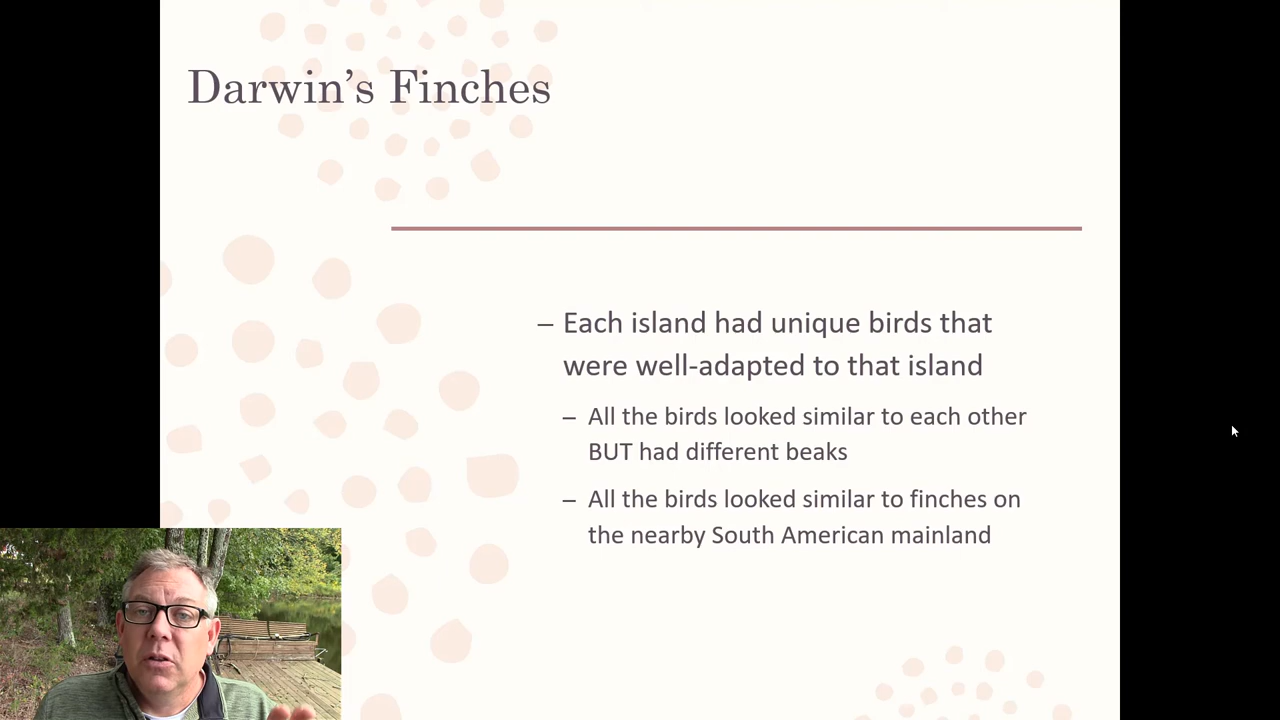 Darwin’s Finches
– Each island had unique birds that
were well-adapted to that island
– All the birds looked similar to each other
BUT had different beaks
– All the birds looked similar to finches on
the nearby South American mainland